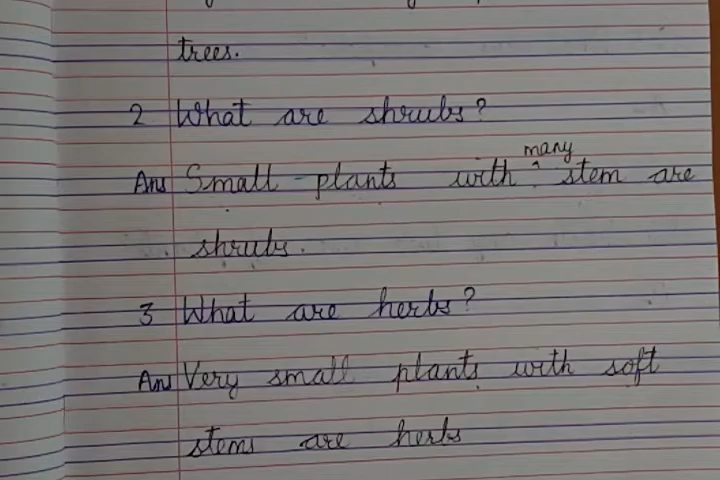 trees.
2 What are shrubs?
Ans Small plants with many stem are
shrubs.
3 What are herbs?
Ans Very small plants with soft
stems are herbs